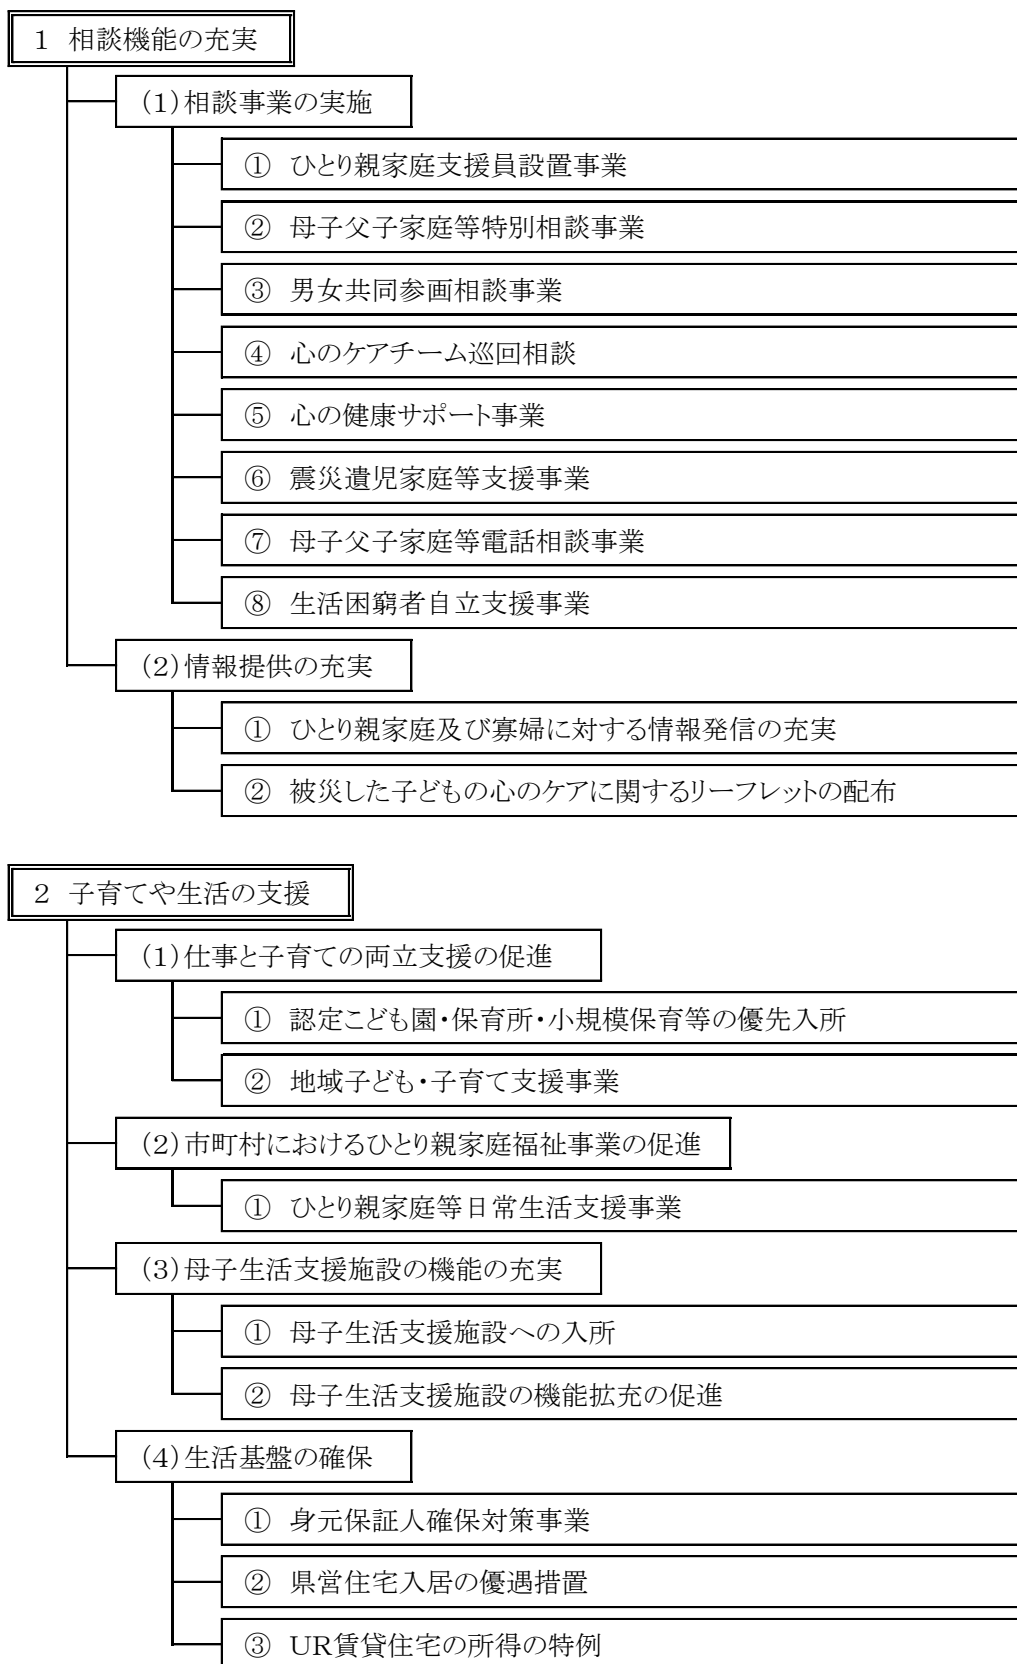 1 相談機能の充実
(1)相談事業の実施
① ひとり親家庭支援員設置事業
② 母子父子家庭等特別相談事業
③ 男女共同参画相談事業
④ 心のケアチーム巡回相談
⑤ 心の健康サポート事業
⑥ 震災遺児家庭等支援事業
⑦ 母子父子家庭等電話相談事業
⑧ 生活困窮者自立支援事業
(2)情報提供の充実
① ひとり親家庭及び寡婦に対する情報発信の充実
② 被災した子どもの心のケアに関するリーフレットの配布
2 子育てや生活の支援
(1)仕事と子育ての両立支援の促進
① 認定こども園・保育所・小規模保育等の優先入所
② 地域子ども・子育て支援事業
(2)市町村におけるひとり親家庭福祉事業の促進
① ひとり親家庭等日常生活支援事業
(3)母子生活支援施設の機能の充実
① 母子生活支援施設への入所
② 母子生活支援施設の機能拡充の促進
(4)生活基盤の確保
① 身元保証人確保対策事業
② 県営住宅入居の優遇措置
③ UR賃貸住宅の所得の特例